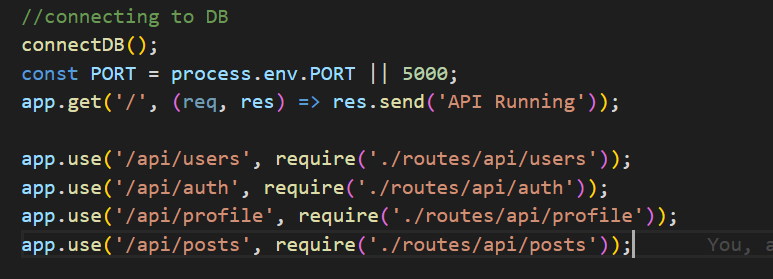 //connecting to DB
connectDB();
const PORT = process.env.PORT || 5000;
app.get('/', (req, res) => res.send('API Running'));
app.use('/api/users', require('./routes/api/users'));
app.use('/api/auth', require('./routes/api/auth'));
app.use('/api/profile', require('./routes/api/profile'));
app.use('/api/posts', require('./routes/api/posts')); You, a